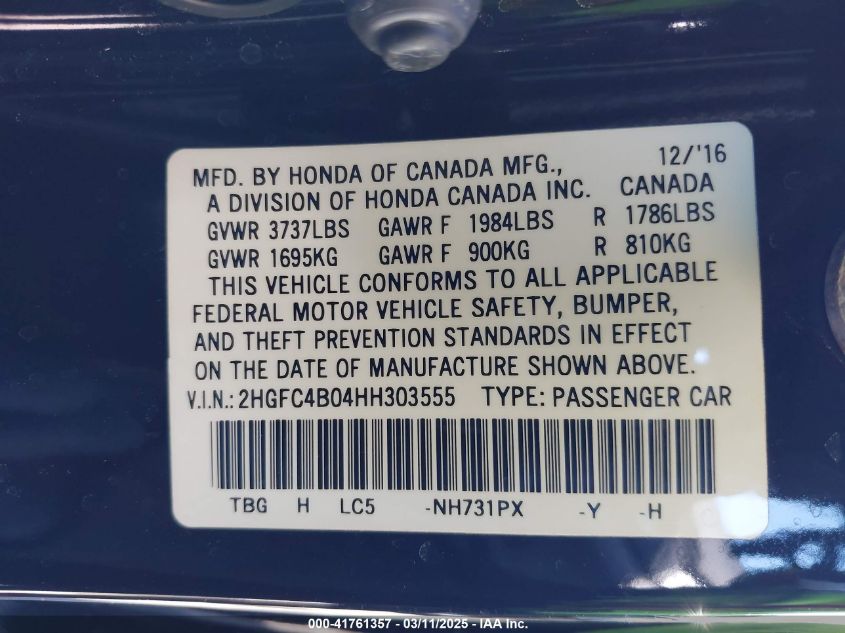 MFD. BY HONDA OF CANADA MFG., 12/'16
A DIVISION OF HONDA CANADA INC. CANADA
GVWR 3737LBS GAWR F 1984LBS R 1786LBS
GVWR 1695KG GAWR F 900KG R 810KG
THIS VEHICLE CONFORMS TO ALL APPLICABLE
FEDERAL MOTOR VEHICLE SAFETY, BUMPER,
AND THEFT PREVENTION STANDARDS IN EFFECT
ON THE DATE OF MANUFACTURE SHOWN ABOVE.
V.I.N.: 2HGFC4B04HH303555 TYPE: PASSENGER CAR
TBG H LC5 -NH731PX -Y -H
000-41761357 - 03/11/2025 - IAA Inc.